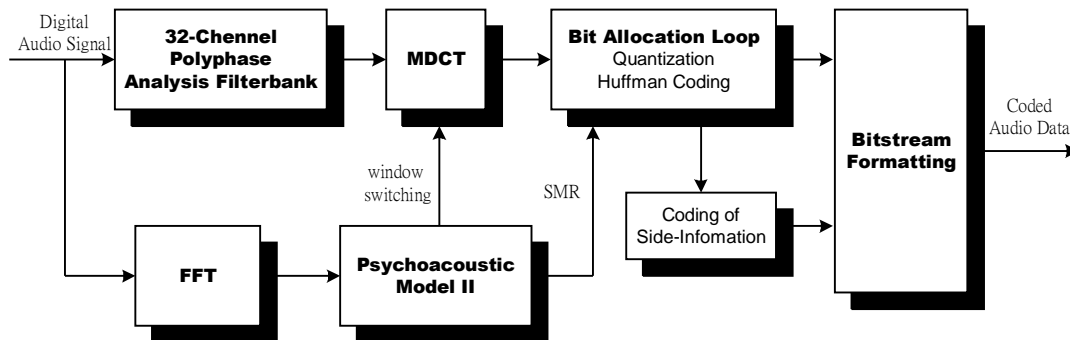 Digital
Audio Signal
32-Chennel
Polyphase
Analysis Filterbank
MDCT
Bit Allocation Loop
Quantization
Huffman Coding
Bitstream
Formatting
Coded
Audio Data
window
switching
SMR
Coding of
Side-Infomation
FFT
Psychoacoustic
Model II